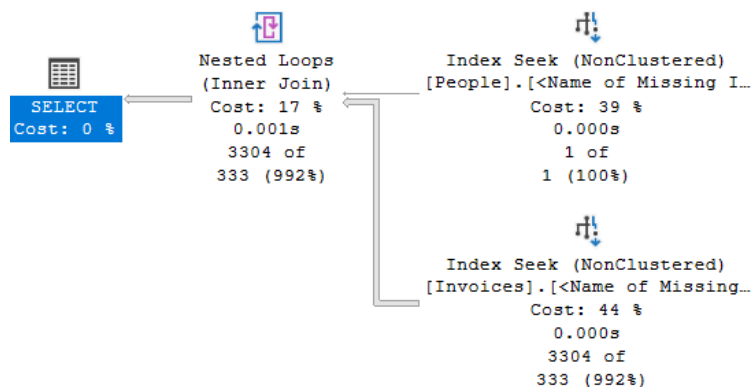 SELECT
Cost: 0 %
Nested Loops
(Inner Join)
Cost: 17 %
0.001s
3304 of
333 (992%)
Index Seek (NonClustered)
[People].[<Name of Missing I…
Cost: 39 %
0.000s
1 of
1 (100%)
Index Seek (NonClustered)
[Invoices].[<Name of Missing…
Cost: 44 %
0.000s
3304 of
333 (992%)